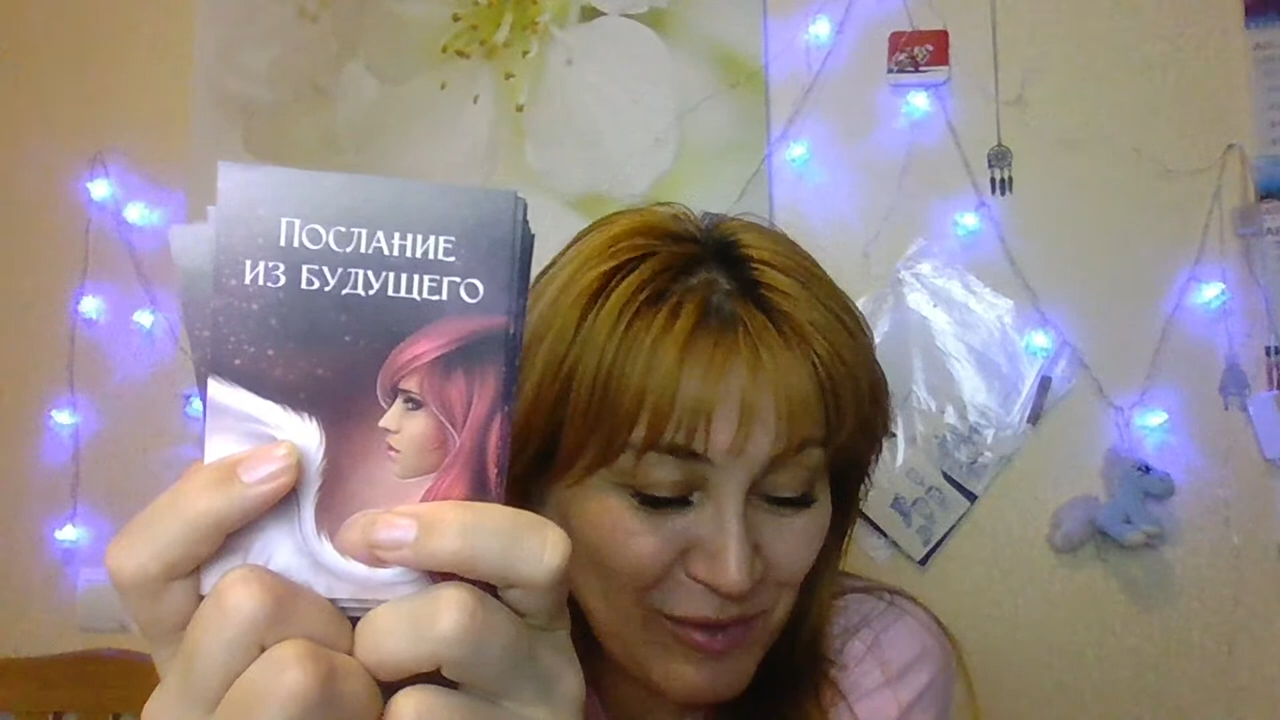 Послание
из будущего